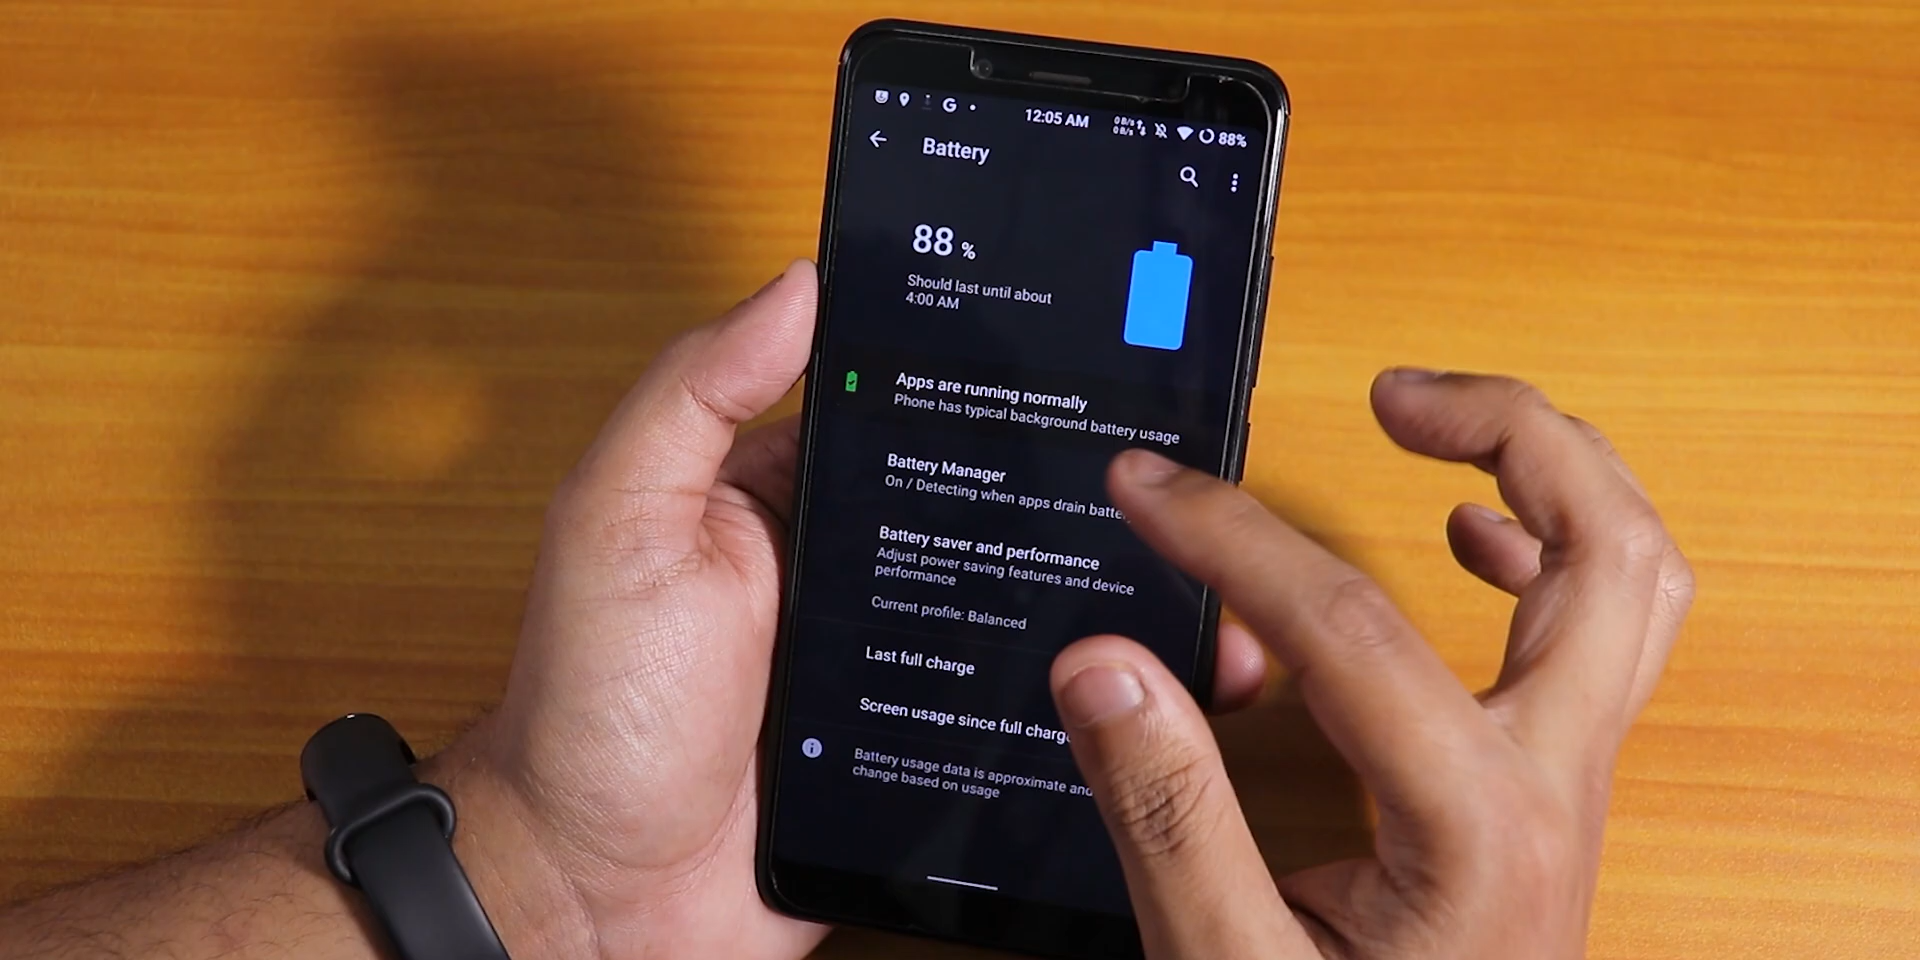 12:05 AM 0 B/s 0 B/s 88%
Battery
88 %
Should last until about
4:00 AM
Apps are running normally
Phone has typical background battery usage
Battery Manager
On / Detecting when apps drain
Battery saver and performance
Adjust power saving features and device
performance
Current profile: Balanced
Last full charge
Screen usage since full
Battery usage data is approximate and
change based on usage